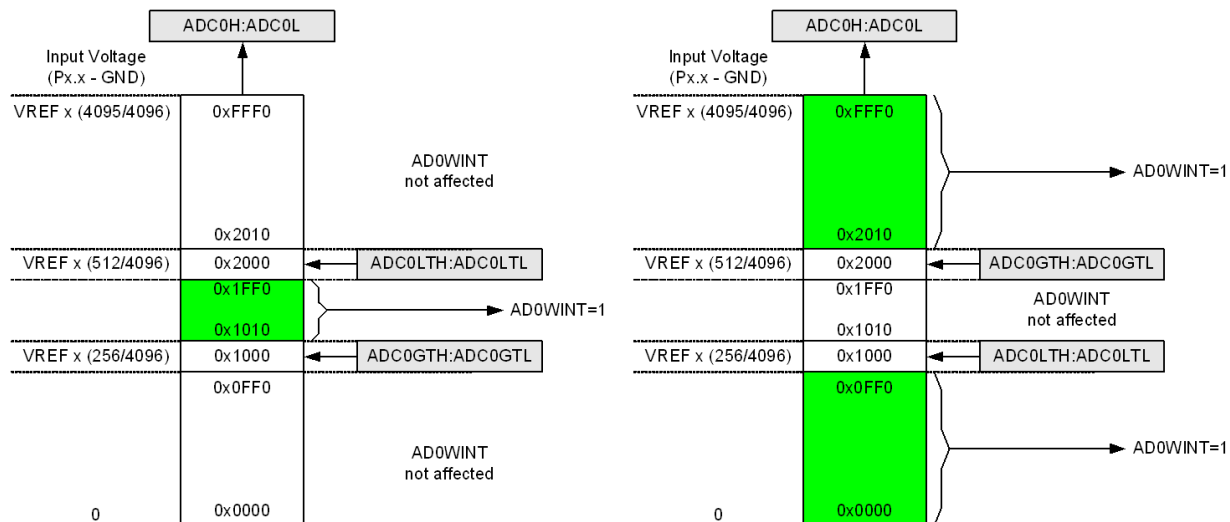 ADC0H:ADC0L
Input Voltage
(Px.x - GND)
VREF x (4095/4096)
0xFFF0
AD0WINT
not affected
0x2010
VREF x (512/4096)
0x2000
ADC0LTH:ADC0LTL
0x1FF0
AD0WINT=1
0x1010
VREF x (256/4096)
0x1000
ADC0GTH:ADC0GTL
0x0FF0
AD0WINT
not affected
0
0x0000
ADC0H:ADC0L
Input Voltage
(Px.x - GND)
VREF x (4095/4096)
0xFFF0
AD0WINT=1
0x2010
VREF x (512/4096)
0x2000
ADC0GTH:ADC0GTL
0x1FF0
AD0WINT
not affected
0x1010
VREF x (256/4096)
0x1000
ADC0LTH:ADC0LTL
0x0FF0
AD0WINT=1
0
0x0000